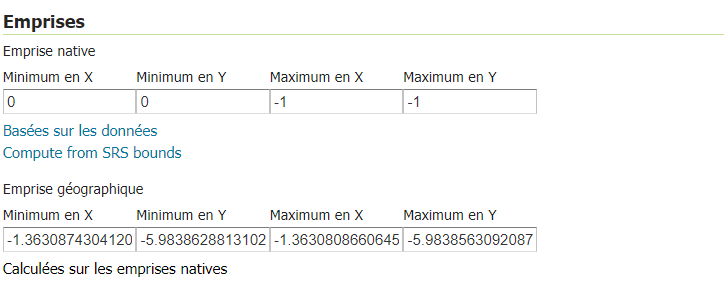 Emprises
Emprise native
Minimum en X Minimum en Y Maximum en X Maximum en Y
0 0 -1 -1
Basées sur les données
Compute from SRS bounds
Emprise géographique
Minimum en X Minimum en Y Maximum en X Maximum en Y
-1.3630874304120 -5.9838628813102 -1.3630808660645 -5.9838563092087
Calculées sur les emprises natives